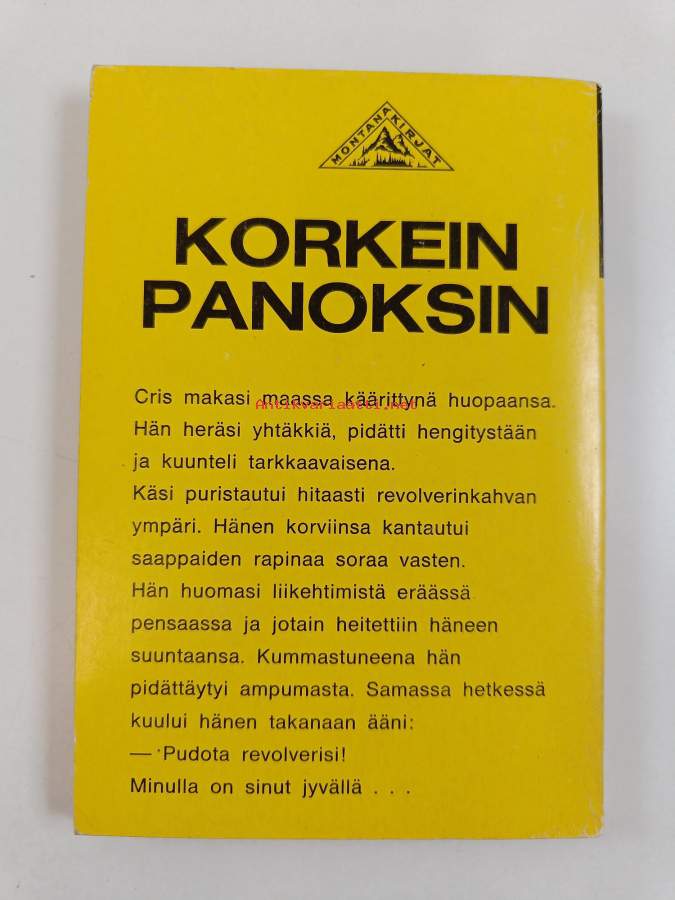 MONTANA KIRJAT
KORKEIN
PANOKSIN
Cris makasi maassa käärittynä huopaansa.
Antikvariaatti.net
Hän heräsi yhtäkkiä, pidätti hengitystään
ja kuunteli tarkkaavaisena.
Käsi puristautui hitaasti revolverinkahvan
ympäri. Hänen korviinsa kantautui
saappaiden rapinaa soraa vasten.
Hän huomasi liikehtimistä eräässä
pensaassa ja jotain heitettiin häneen
suuntaansa. Kummastuneena hän
pidättäytyi ampumasta. Samassa hetkessä
kuului hänen takanaan ääni:
— Pudota revolverisi!
Minulla on sinut jyvällä . . .